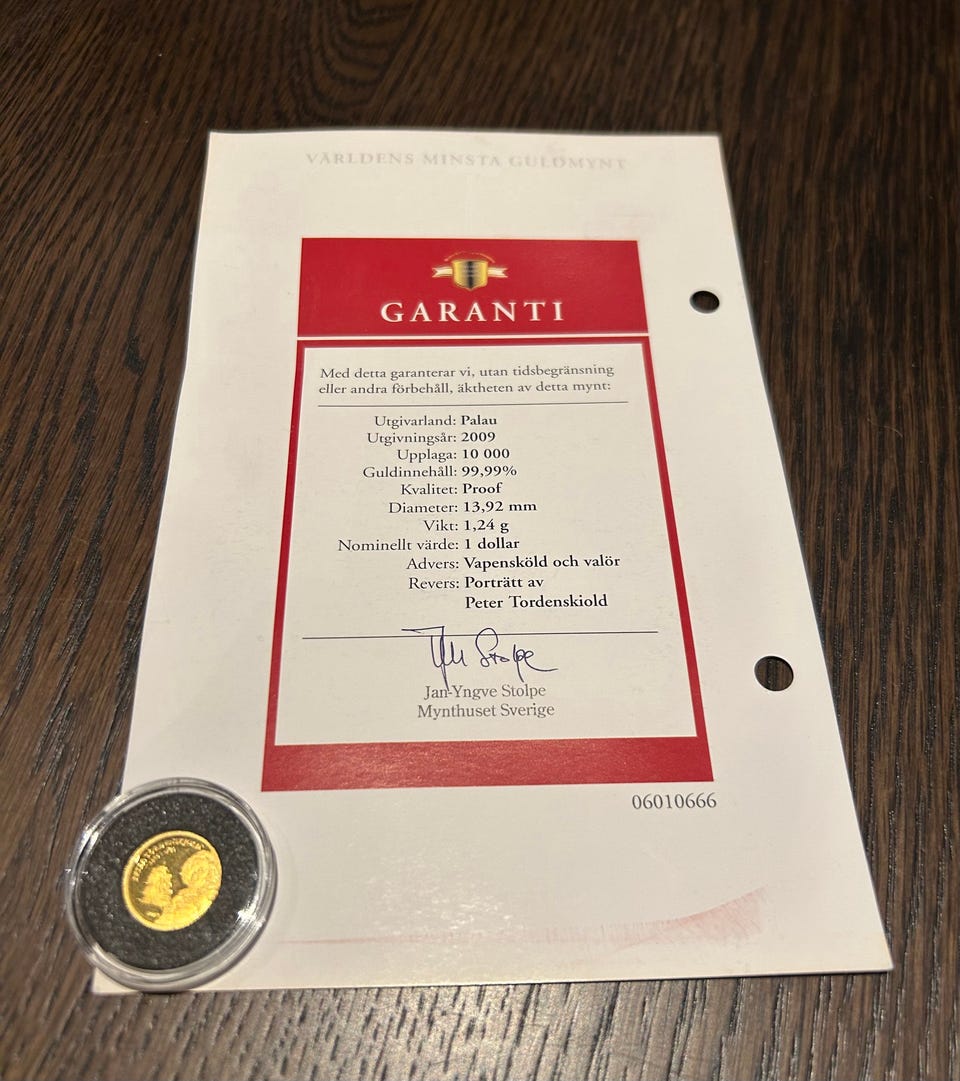 VÄRLDENS MINSTA GULDMYNT
GARANTI
Med detta garanterar vi, utan tidsbegränsning
eller andra förbehåll, äktheten av detta mynt:
Utgivarland: Palau
Utgivningsår: 2009
Upplaga: 10 000
Guldinnehåll: 99,99%
Kvalitet: Proof
Diameter: 13,92 mm
Vikt: 1,24 g
Nominellt värde: 1 dollar
Advers: Vapensköld och valör
Revers: Porträtt av
Peter Tordenskiold
Jan-Yngve Stolpe
Mynthuset Sverige
06010666